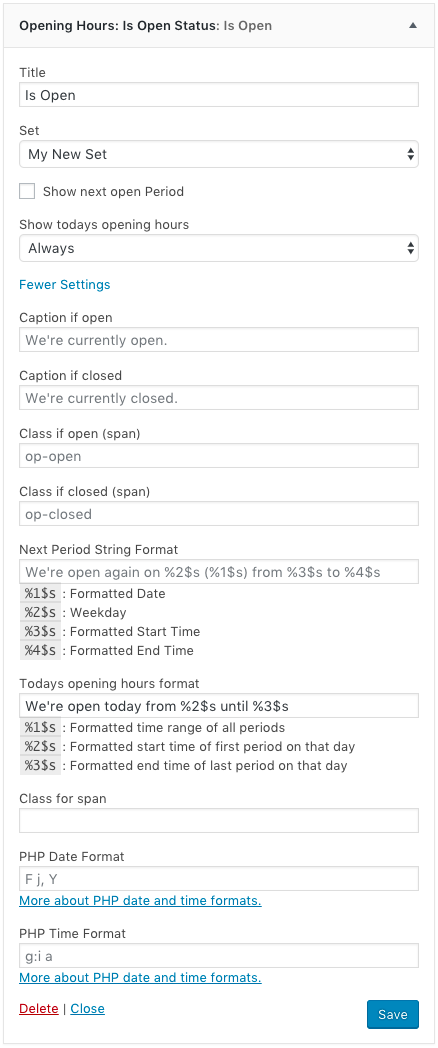 Opening Hours: Is Open Status: Is Open
Title
Is Open
Set
My New Set
Show next open Period
Show todays opening hours
Always
Fewer Settings
Caption if open
We're currently open.
Caption if closed
We're currently closed.
Class if open (span)
op-open
Class if closed (span)
op-closed
Next Period String Format
We're open again on %2$s (%1$s) from %3$s to %4$s
%1$s : Formatted Date
%2$s : Weekday
%3$s : Formatted Start Time
%4$s : Formatted End Time
Todays opening hours format
We're open today from %2$s until %3$s
%1$s : Formatted time range of all periods
%2$s : Formatted start time of first period on that day
%3$s : Formatted end time of last period on that day
Class for span
PHP Date Format
F j, Y
More about PHP date and time formats.
PHP Time Format
g:i a
More about PHP date and time formats.
Delete | Close
Save